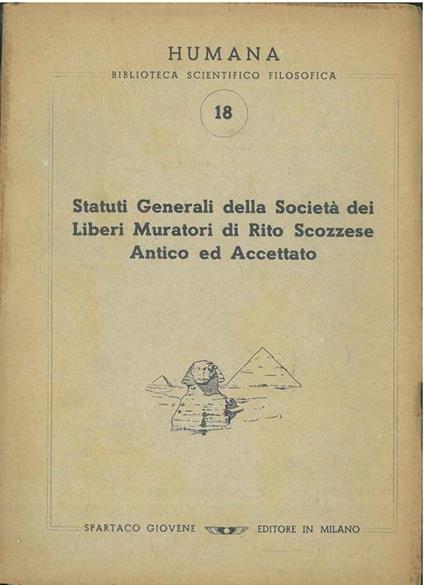 HUMANA
BIBLIOTECA SCIENTIFICO FILOSOFICA
18
Statuti Generali della Società dei
Liberi Muratori di Rito Scozzese
Antico ed Accettato
SPARTACO GIOVENE EDITORE IN MILANO